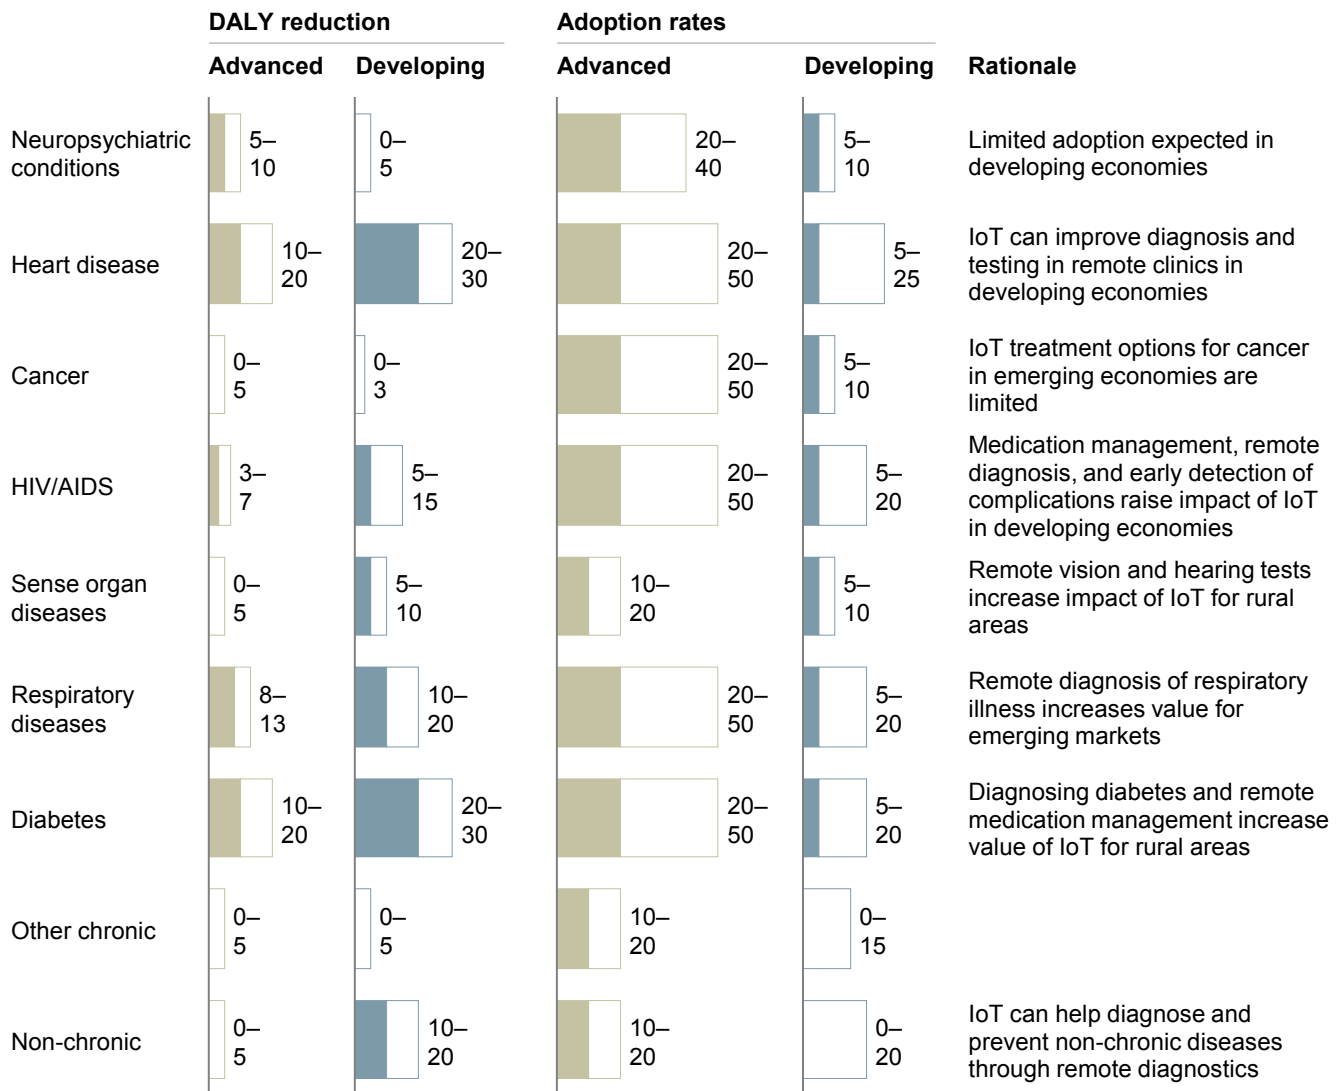 DALY reduction
Adoption rates
Advanced
Developing
Advanced
Developing
Rationale
Neuropsychiatric
conditions
5–
10
0–
5
20–
40
5–
10
Limited adoption expected in
developing economies
Heart disease
10–
20
20–
30
20–
50
5–
25
IoT can improve diagnosis and
testing in remote clinics in
developing economies
Cancer
0–
5
0–
3
20–
50
5–
10
IoT treatment options for cancer
in emerging economies are
limited
HIV/AIDS
3–
7
5–
15
20–
50
5–
20
Medication management, remote
diagnosis, and early detection of
complications raise impact of IoT
in developing economies
Sense organ
diseases
0–
5
5–
10
10–
20
5–
10
Remote vision and hearing tests
increase impact of IoT for rural
areas
Respiratory
diseases
8–
13
10–
20
20–
50
5–
20
Remote diagnosis of respiratory
illness increases value for
emerging markets
Diabetes
10–
20
20–
30
20–
50
5–
20
Diagnosing diabetes and remote
medication management increase
value of IoT for rural areas
Other chronic
0–
5
0–
5
10–
20
0–
15
Non-chronic
0–
5
10–
20
10–
20
0–
20
IoT can help diagnose and
prevent non-chronic diseases
through remote diagnostics